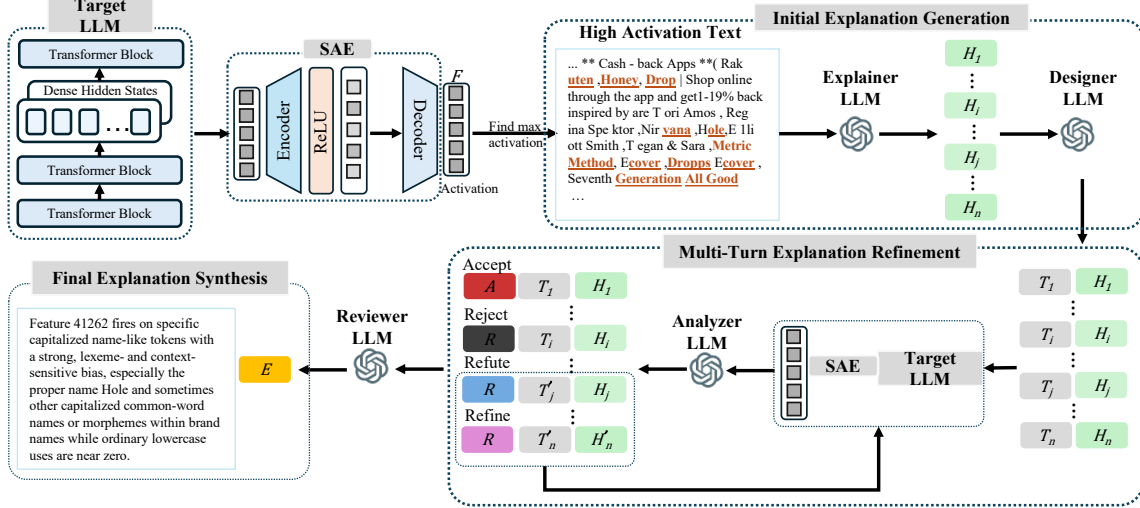 Target
LLM
Transformer Block
Dense Hidden States
...
Transformer Block
Transformer Block
SAE
Encoder
ReLU
Decoder
F
Activation
Find max
activation
Initial Explanation Generation
High Activation Text
... ** Cash - back Apps **( Rak
uten ,Honey, Drop | Shop online
through the app and get1-19% back
inspired by are T ori Amos , Reg
ina Spe ktor ,Nir vana ,Hole,E 1li
ott Smith ,T egan & Sara ,Metric
Method, Ecover ,Dropps Ecover ,
Seventh Generation All Good
...
Explainer
LLM
H1
Hi
Hj
Hn
Designer
LLM
Multi-Turn Explanation Refinement
T1 H1
Ti Hi
Tj Hj
Tn Hn
SAE
Target
LLM
Analyzer
LLM
Accept
A T1 H1
Reject
R Ti Hi
Refute
R T'j Hj
Refine
R T'n H'n
Reviewer
LLM
Final Explanation Synthesis
E
Feature 41262 fires on specific
capitalized name-like tokens with
a strong, lexeme- and context-
sensitive bias, especially the
proper name Hole and sometimes
other capitalized common-word
names or morphemes within brand
names while ordinary lowercase
uses are near zero.